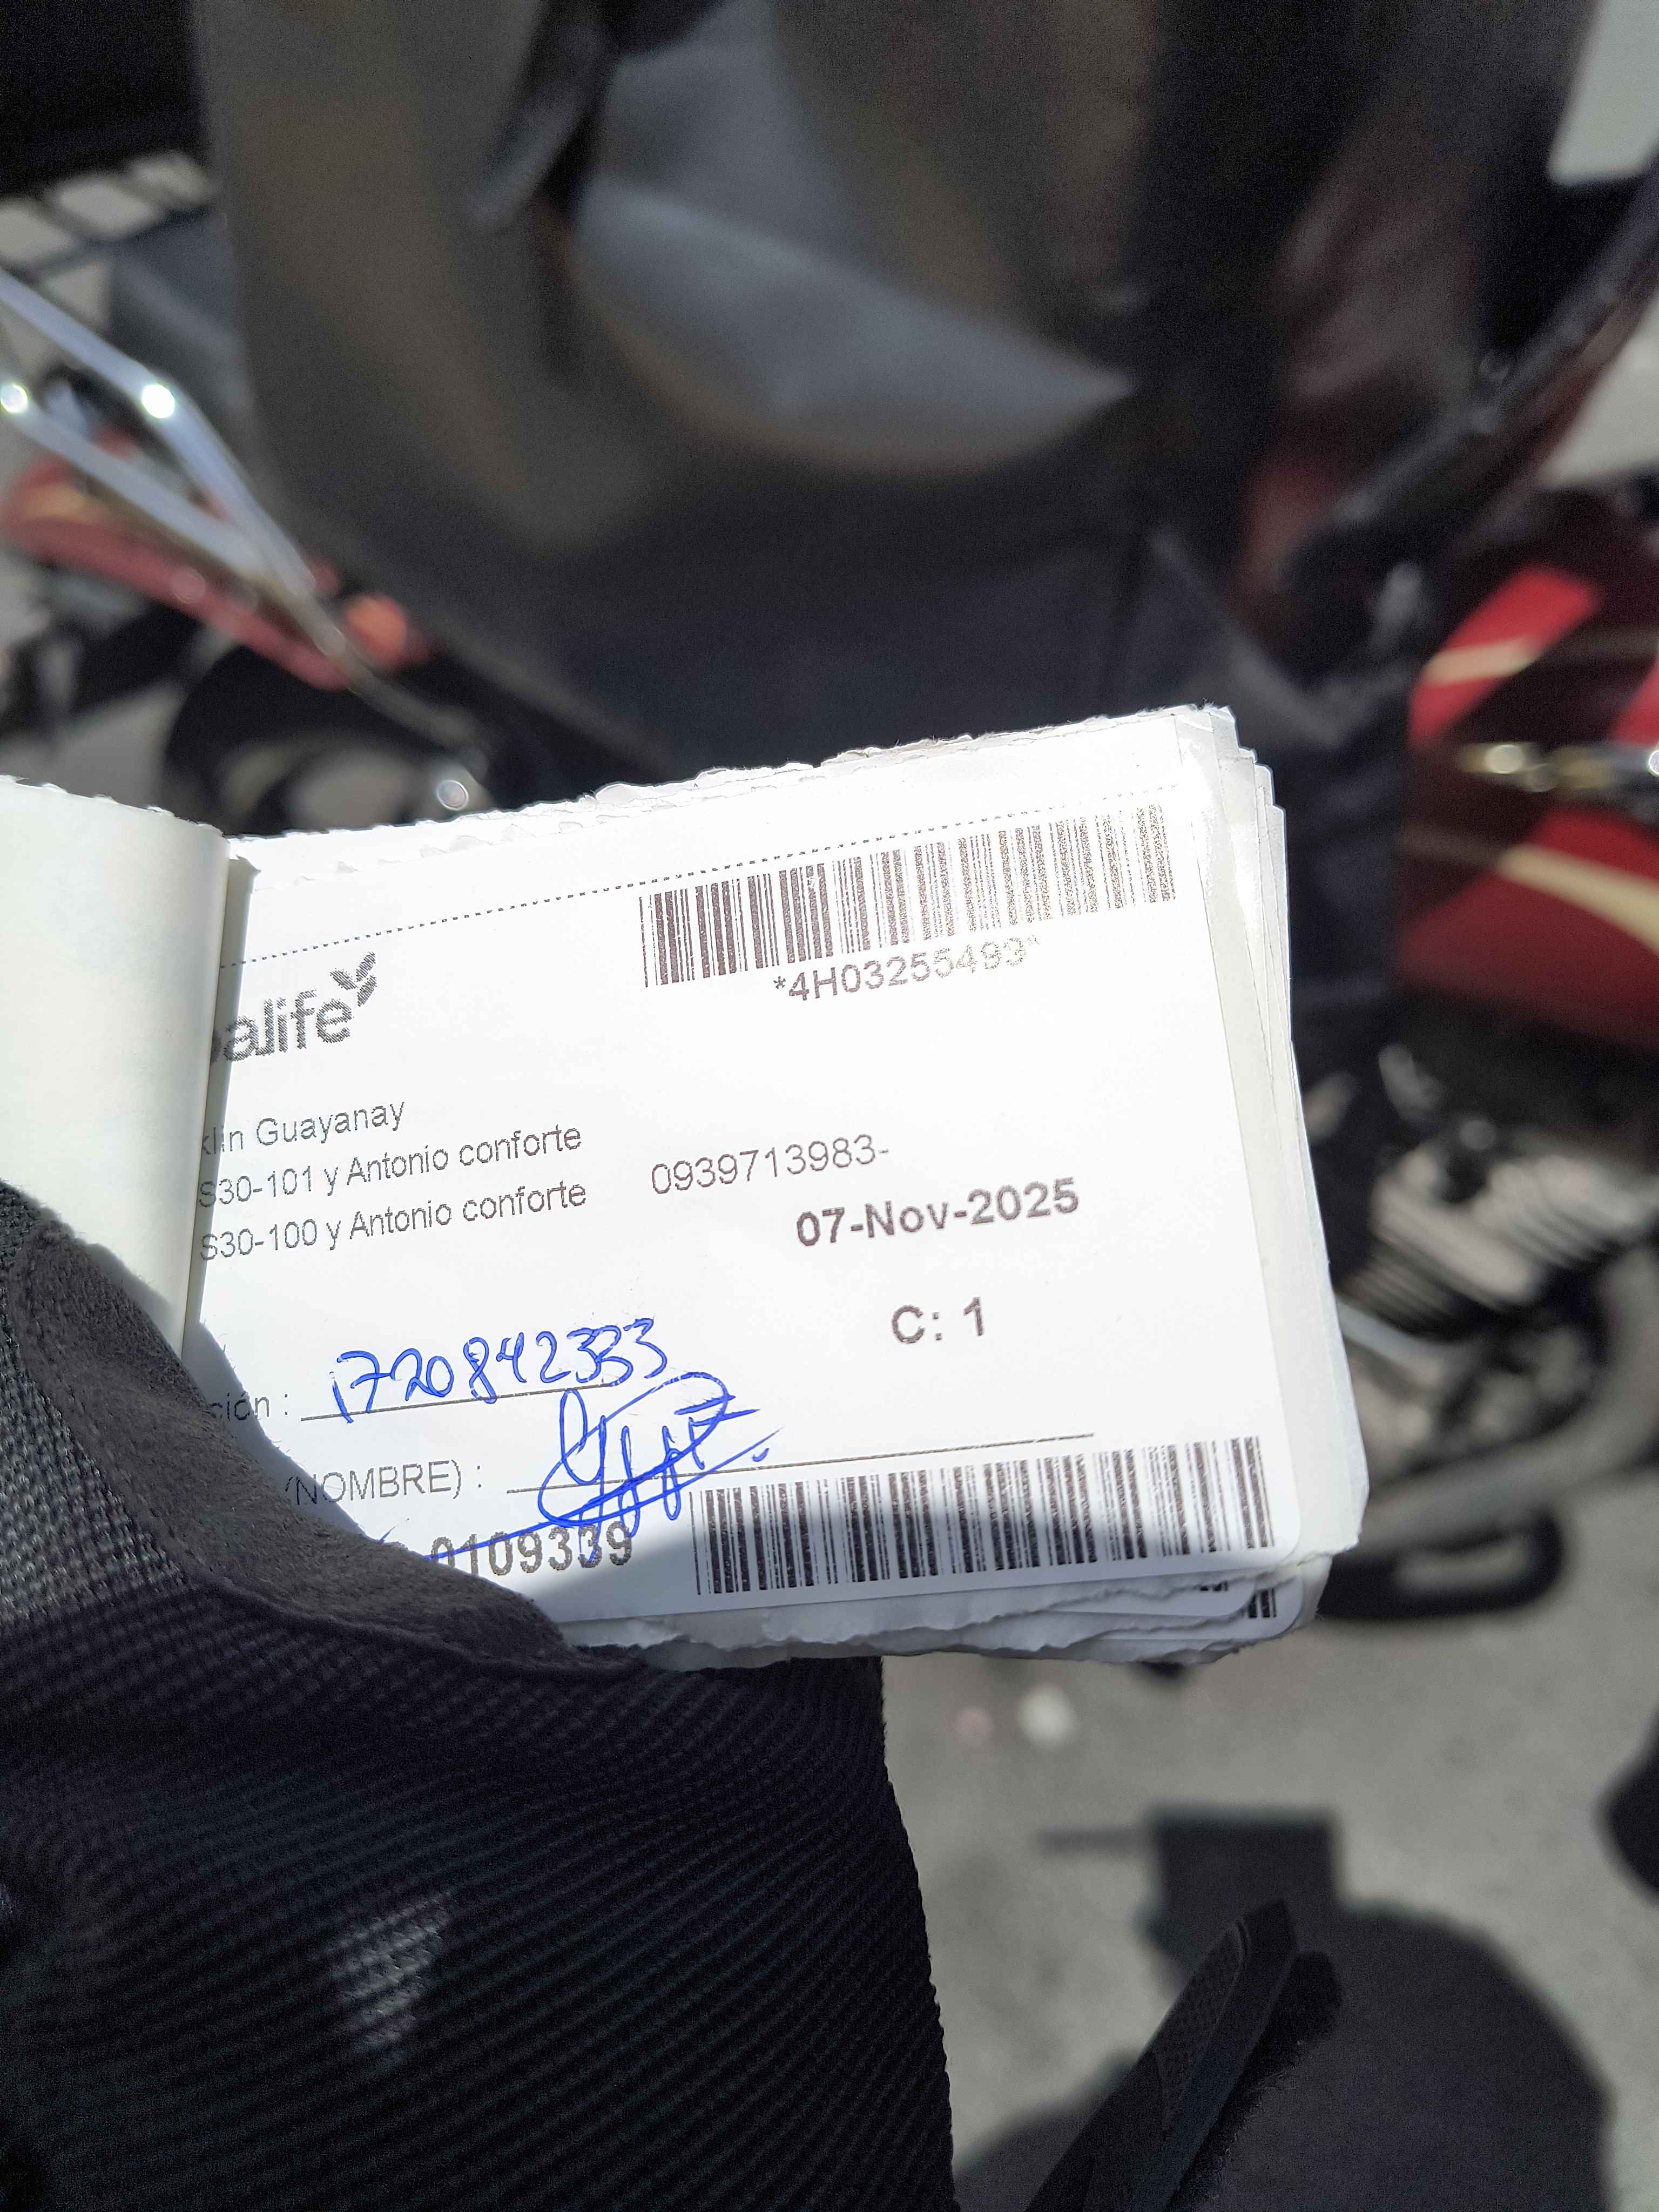 *4H03255493*
alife
klin Guayanay
S30-101 y Antonio conforte
0939713983-
S30-100 y Antonio conforte
07-Nov-2025
C: 1
ción : 1720842333
(NOMBRE) :
0109339